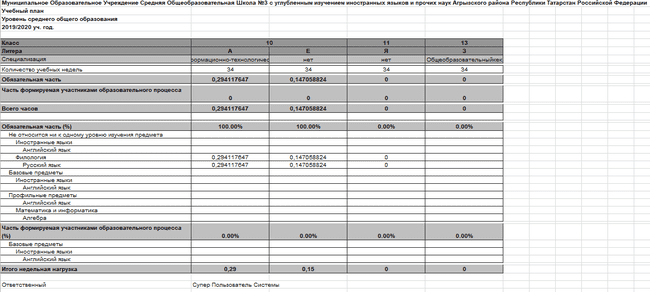 Муниципальное Образовательное Учреждение Средняя Общеобразовательная Школа №3 с углубленным изучением иностранных языков и прочих наук Агрызского района Республики Татарстан Российской Федерации
Учебный план
Уровень среднего общего образования
2019/2020 уч. год.
Класс 10 11 13
Литера А Е Я З
Специализация ормационно-технологичес нет нет Общеобразовательный
Количество учебных недель 34 34 34 34
Обязательная часть 0,294117647 0,147058824 0 0
Часть формируемая участниками образовательного процесса
0 0 0 0
Всего часов 0,294117647 0,147058824 0 0
Обязательная часть (%) 100.00% 100.00% 0.00% 0.00%
Не относится ни к одному уровню изучения предмета
Иностранные языки
Английский язык
Филология 0,294117647 0,147058824 0
Русский язык 0,294117647 0,147058824 0
Базовые предметы
Иностранные языки
Английский язык
Профильные предметы
Иностранные языки
Математика и информатика
Алгебра
Часть формируемая участниками образовательного процесса
(%) 0.00% 0.00% 0.00% 0.00%
Базовые предметы
Иностранные языки
Английский язык
Итого недельная нагрузка 0,29 0,15 0 0
Ответственный Супер Пользователь Системы